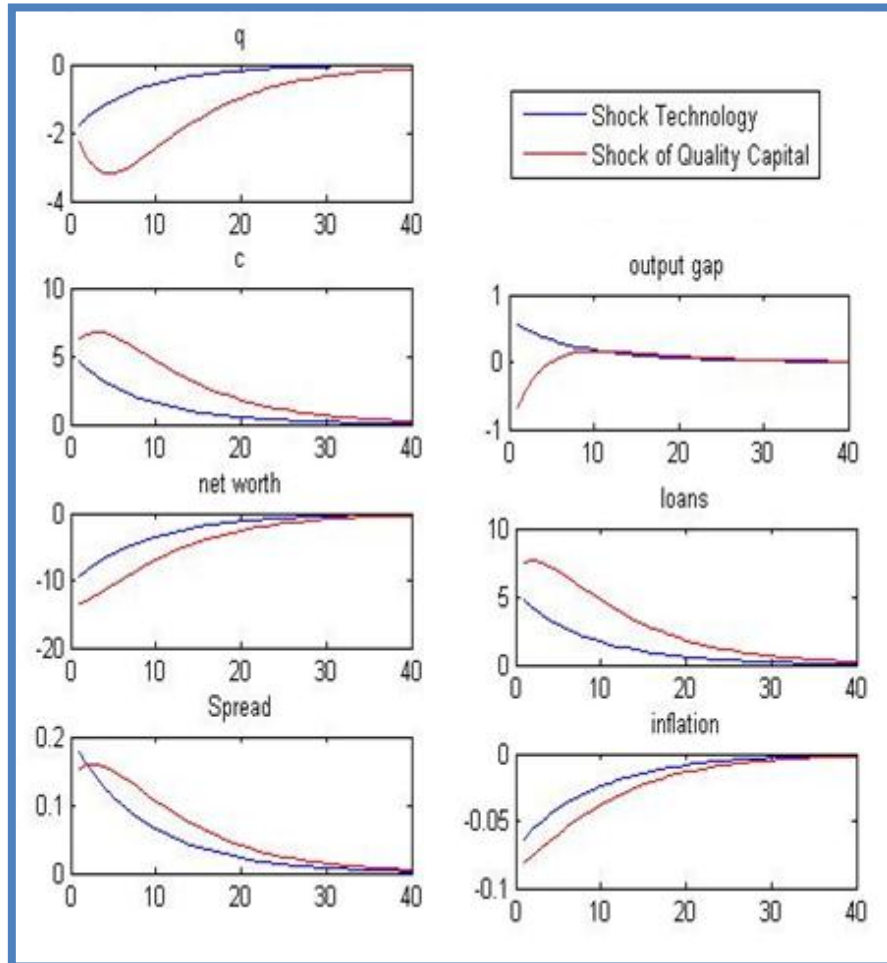 q
0
-2
-4
0 10 20 30 40
Shock Technology
Shock of Quality Capital
c
10
5
0
0 10 20 30 40
output gap
1
0
-1
0 10 20 30 40
net worth
0
-10
-20
0 10 20 30 40
loans
10
5
0
0 10 20 30 40
Spread
0.2
0.1
0
0 10 20 30 40
inflation
0
-0.05
-0.1
0 10 20 30 40